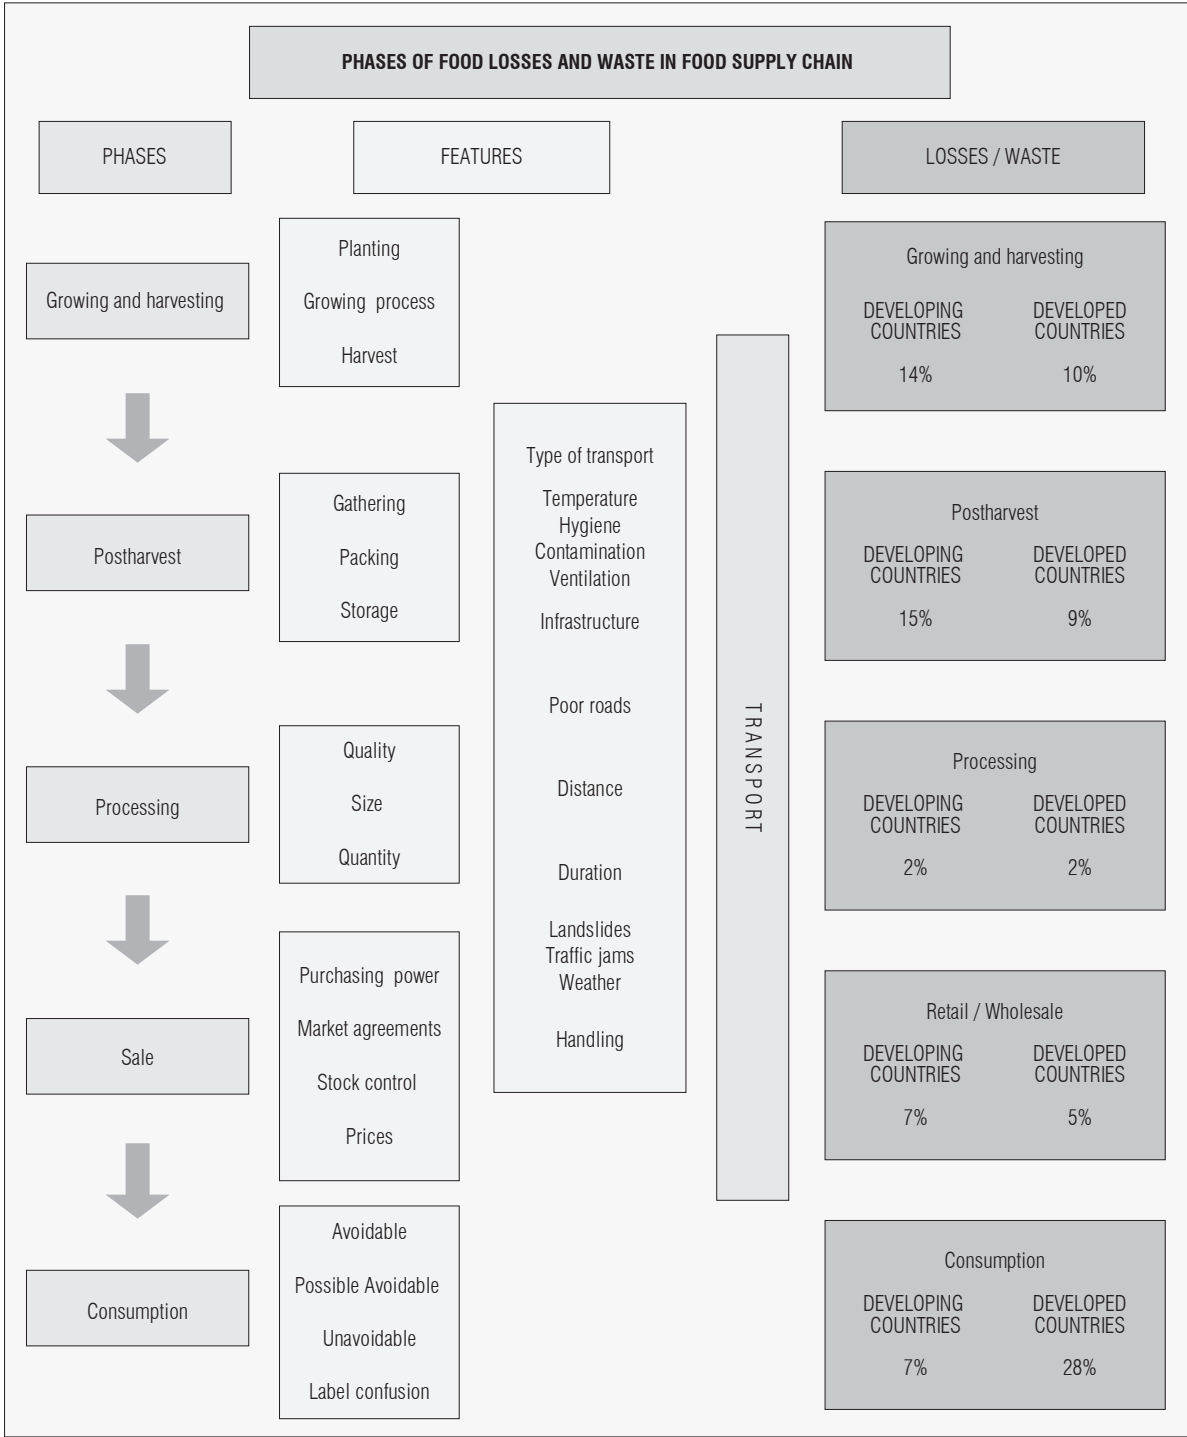 PHASES OF FOOD LOSSES AND WASTE IN FOOD SUPPLY CHAIN
PHASES
FEATURES
LOSSES / WASTE
Growing and harvesting
Planting
Growing process
Harvest
Postharvest
Gathering
Packing
Storage
Processing
Quality
Size
Quantity
Sale
Purchasing power
Market agreements
Stock control
Prices
Consumption
Avoidable
Possible Avoidable
Unavoidable
Label confusion
Type of transport
Temperature
Hygiene
Contamination
Ventilation
Infrastructure
Poor roads
Distance
Duration
Landslides
Traffic jams
Weather
Handling
TRANSPORT
Growing and harvesting
DEVELOPING DEVELOPED
COUNTRIES COUNTRIES
14% 10%
Postharvest
DEVELOPING DEVELOPED
COUNTRIES COUNTRIES
15% 9%
Processing
DEVELOPING DEVELOPED
COUNTRIES COUNTRIES
2% 2%
Retail / Wholesale
DEVELOPING DEVELOPED
COUNTRIES COUNTRIES
7% 5%
Consumption
DEVELOPING DEVELOPED
COUNTRIES COUNTRIES
7% 28%